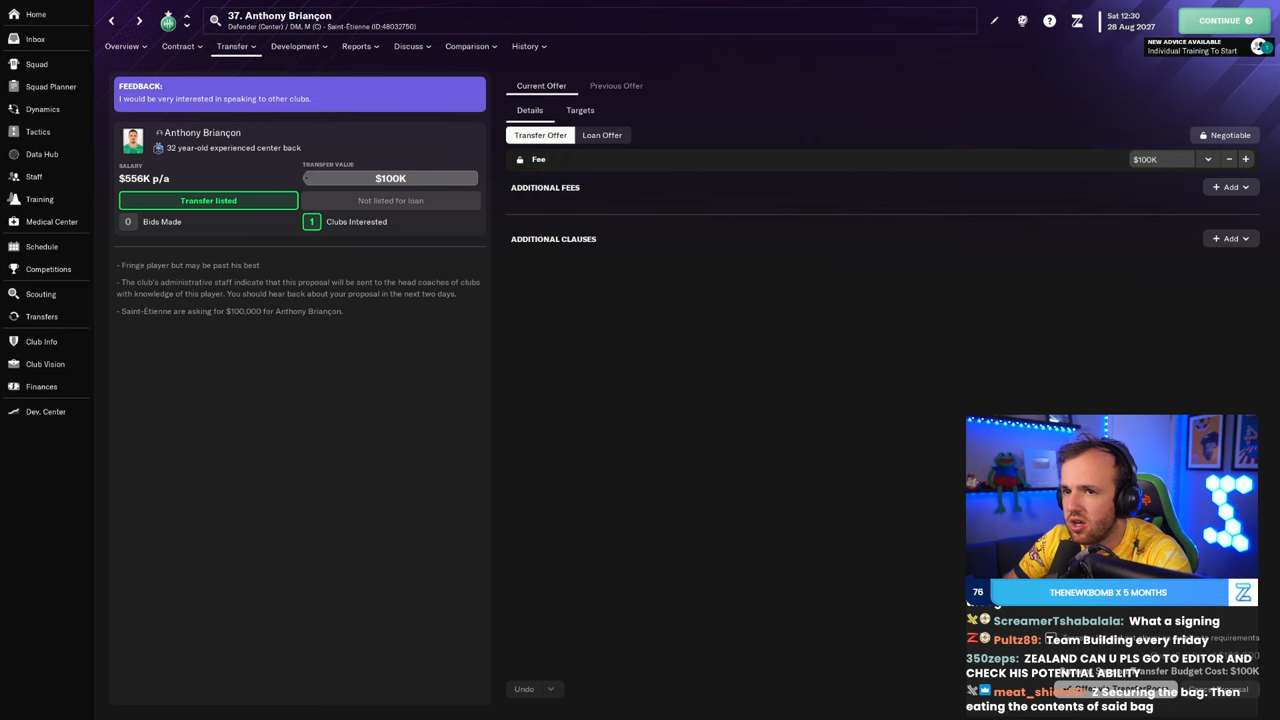 Home
Inbox
Squad
Squad Planner
Dynamics
Tactics
Data Hub
Staff
Training
Medical Center
Schedule
Competitions
Scouting
Transfers
Club Info
Club Vision
Finances
Dev. Center
37. Anthony Briançon
Defender (Center) / DM, M (C) - Saint-Étienne (ID:48032750)
Sat 12:30
28 Aug 2027
CONTINUE
NEW ADVICE AVAILABLE
Individual Training To Start
1
Overview
Contract
Transfer
Development
Reports
Discuss
Comparison
History
FEEDBACK:
I would be very interested in speaking to other clubs.
Anthony Briançon
32 year-old experienced center back
SALARY
$556K p/a
TRANSFER VALUE
$100K
Transfer listed
Not listed for loan
0 Bids Made
1 Clubs Interested
- Fringe player but may be past his best
- The club's administrative staff indicate that this proposal will be sent to the head coaches of clubs
with knowledge of this player. You should hear back about your proposal in the next two days.
- Saint-Étienne are asking for $100,000 for Anthony Briançon.
Current Offer
Previous Offer
Details
Targets
Transfer Offer
Loan Offer
Negotiable
Fee
$100K
ADDITIONAL FEES
Add
ADDITIONAL CLAUSES
Add
Undo
76
THENEWKBOMB X 5 MONTHS
Z
ScreamerTshabalala: What a signing
Pultz89: Team Building every friday
requirements
350zeps: ZEALAND CAN U PLS GO TO EDITOR AND
CHECK HIS POTENTIAL ABILITY
Transfer Budget Cost: $100K
Z Securing the bag. Then
eating the contents of said bag